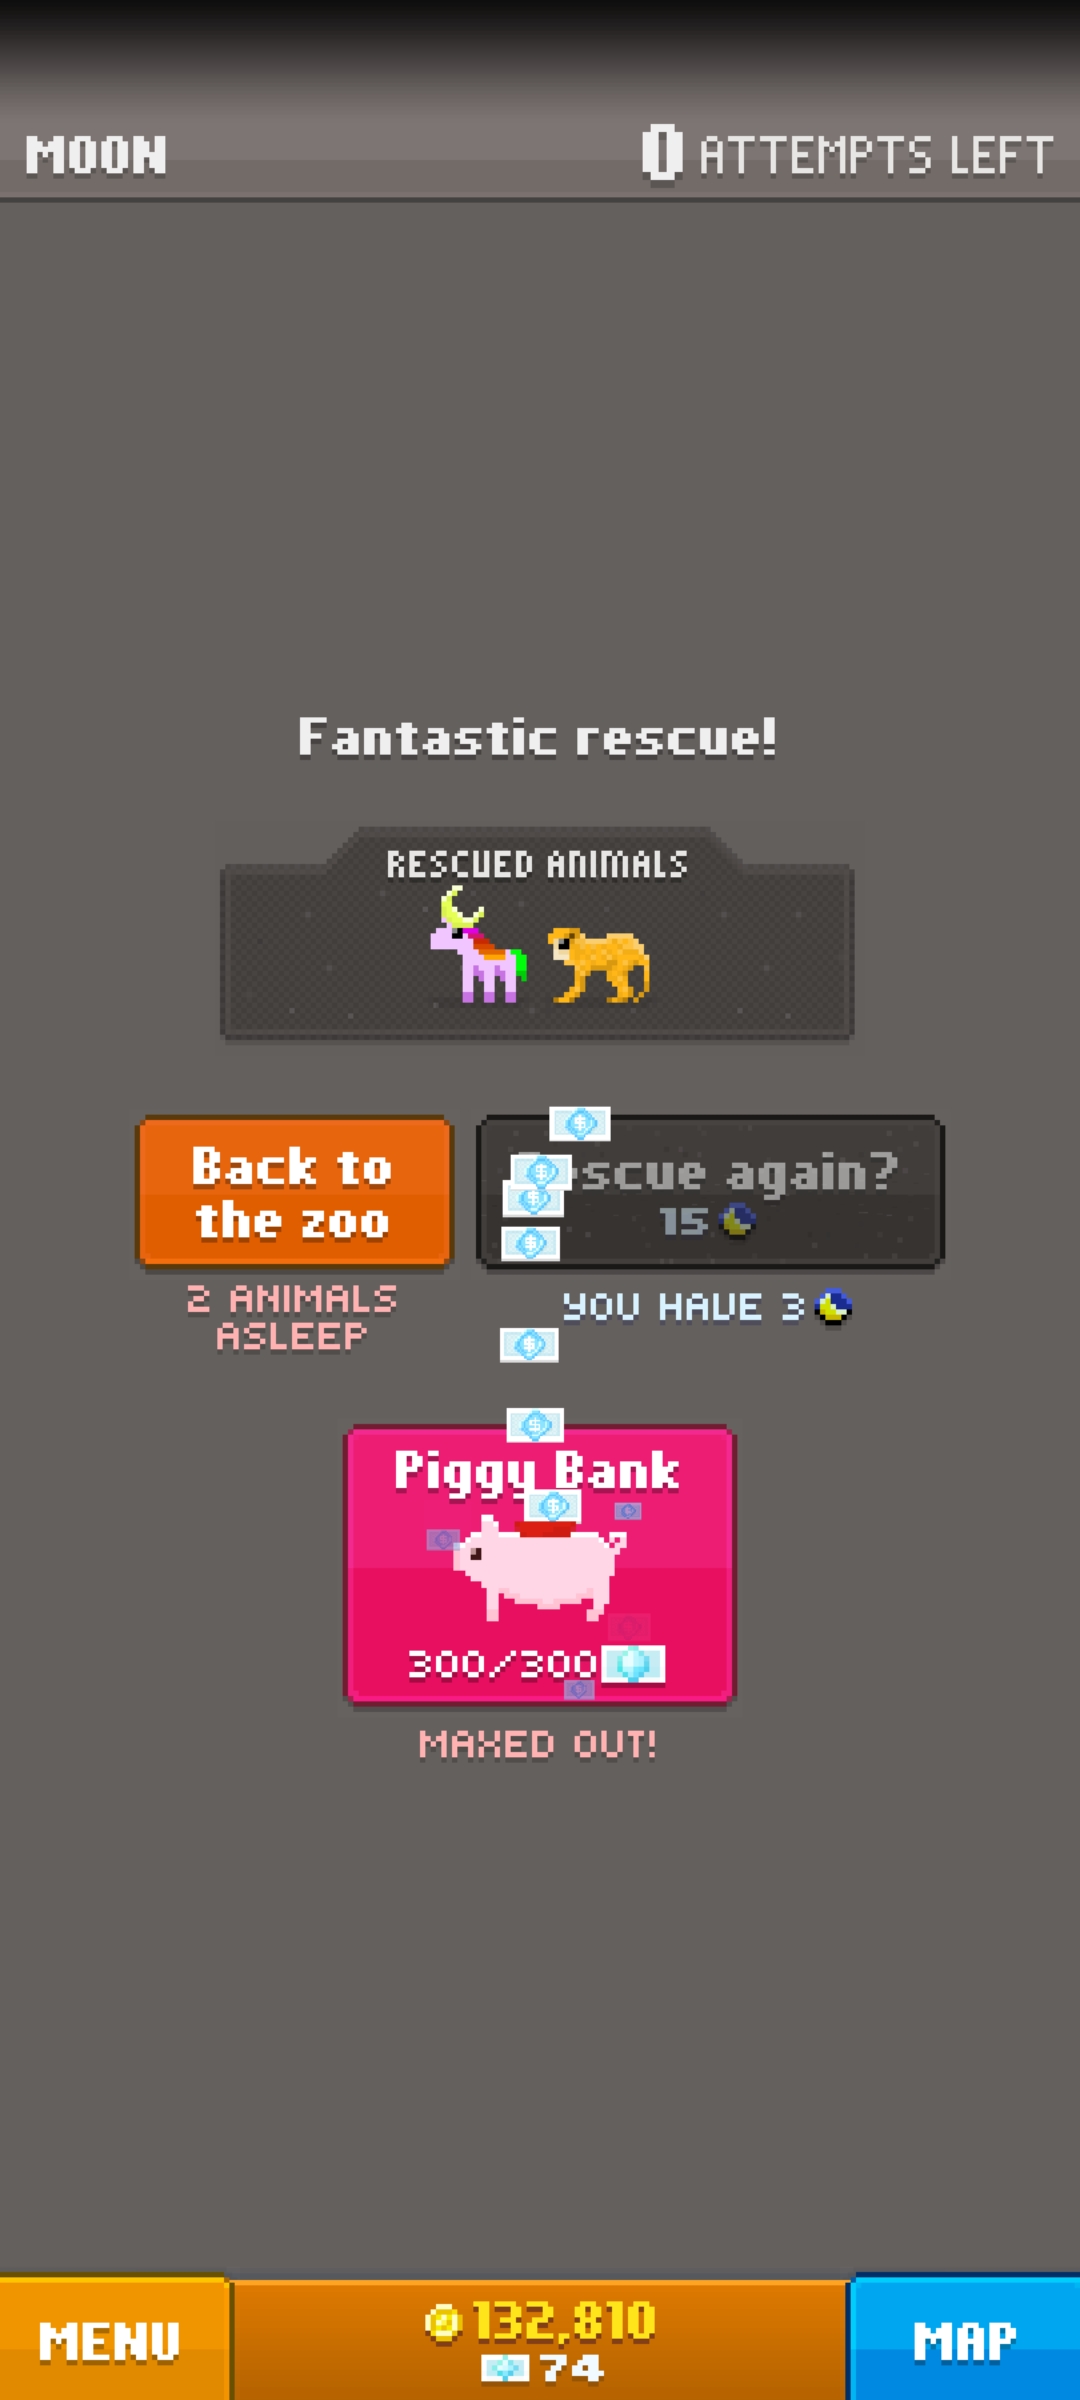 MOON
0 ATTEMPTS LEFT
Fantastic rescue!
RESCUED ANIMALS
Back to
the zoo
again?
15
2 ANIMALS
ASLEEP
YOU HAVE 3
Piggy Bank
300/300
MAXED OUT!
MENU
132,810
74
MAP